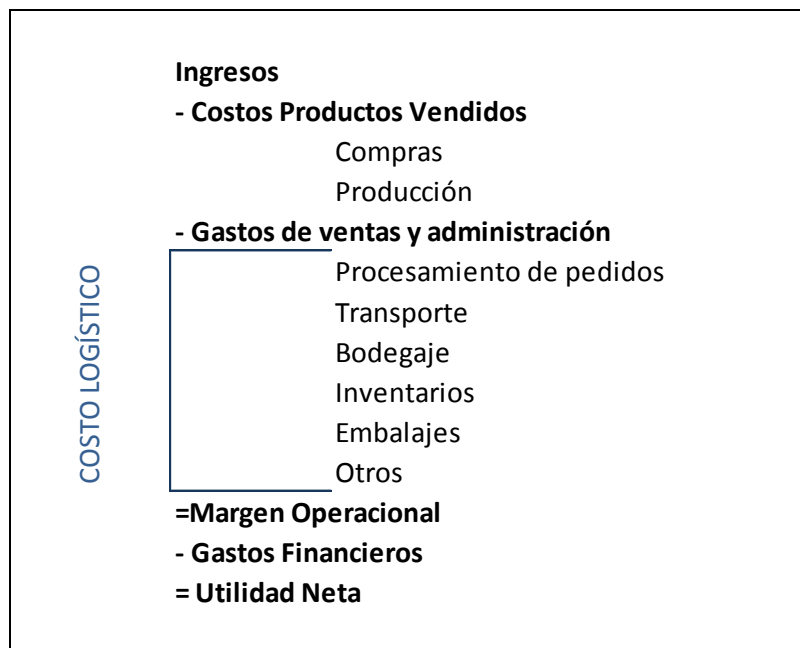 Ingresos
- Costos Productos Vendidos
Compras
Producción
- Gastos de ventas y administración
COSTO LOGÍSTICO
Procesamiento de pedidos
Transporte
Bodegaje
Inventarios
Embalajes
Otros
=Margen Operacional
- Gastos Financieros
= Utilidad Neta